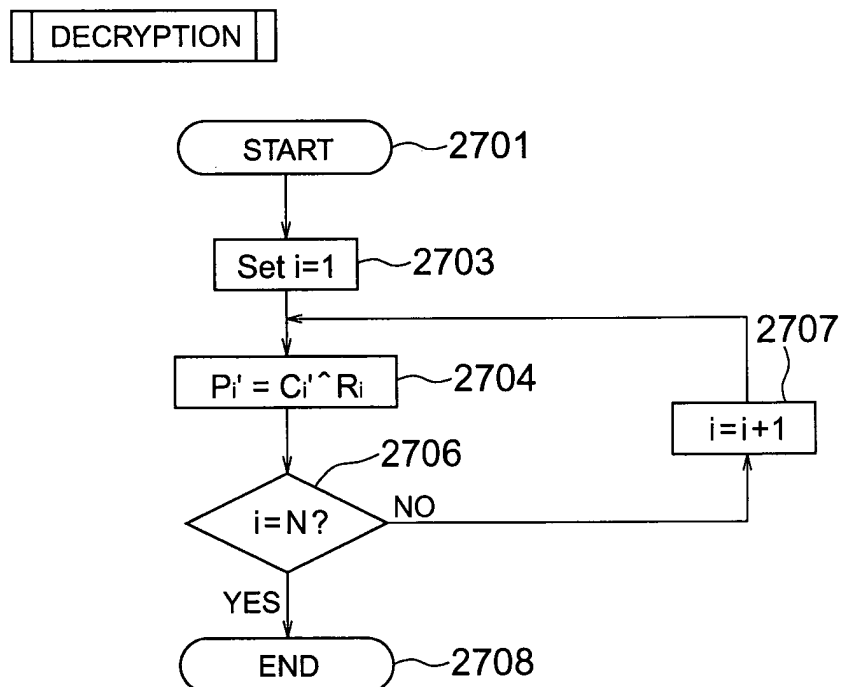 DECRYPTION
START
2701
Set i=1
2703
2707
Pi' = Ci'^Ri
2704
i=i+1
2706
i=N?
NO
YES
END
2708